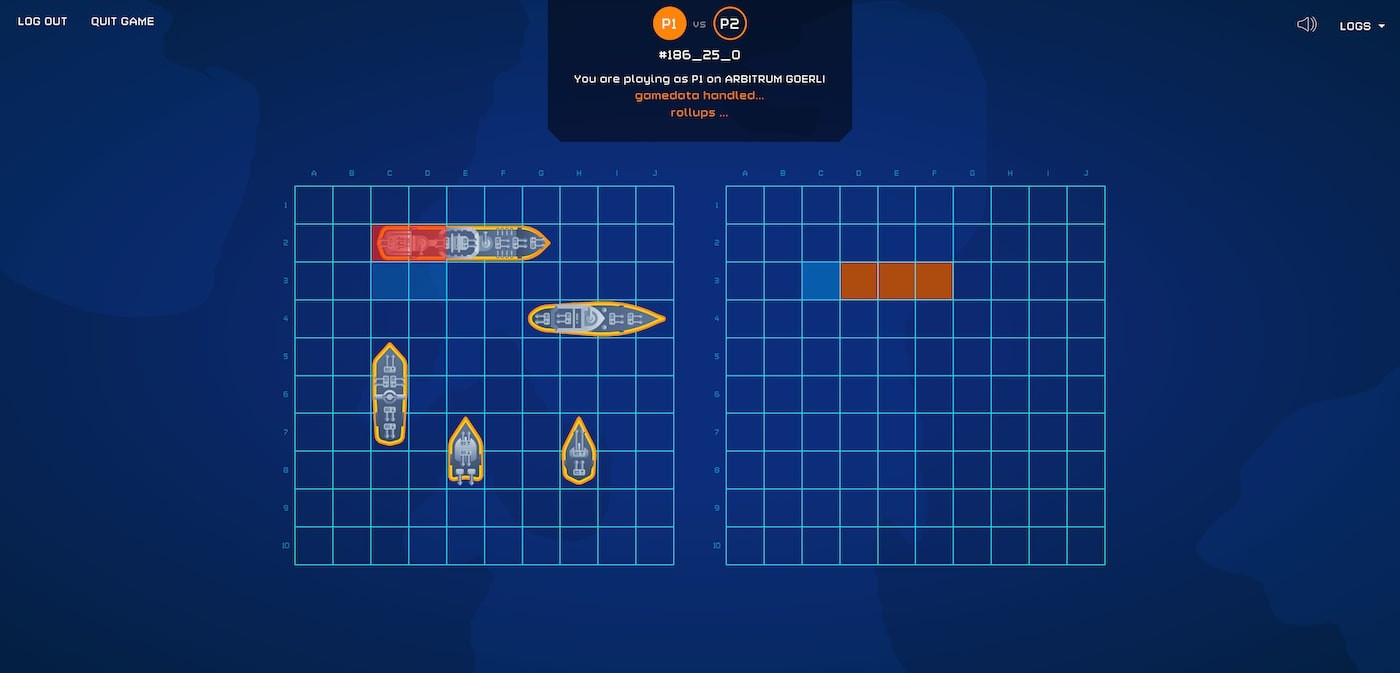 LOG OUT QUIT GAME
P1 vs P2
LOGS
#186_25_0
You are playing as P1 on ARBITRUM GOERLI
gamedata handled...
rollups ...
A B C D E F G H I J
1
2
3
4
5
6
7
8
9
10
A B C D E F G H I J
1
2
3
4
5
6
7
8
9
10